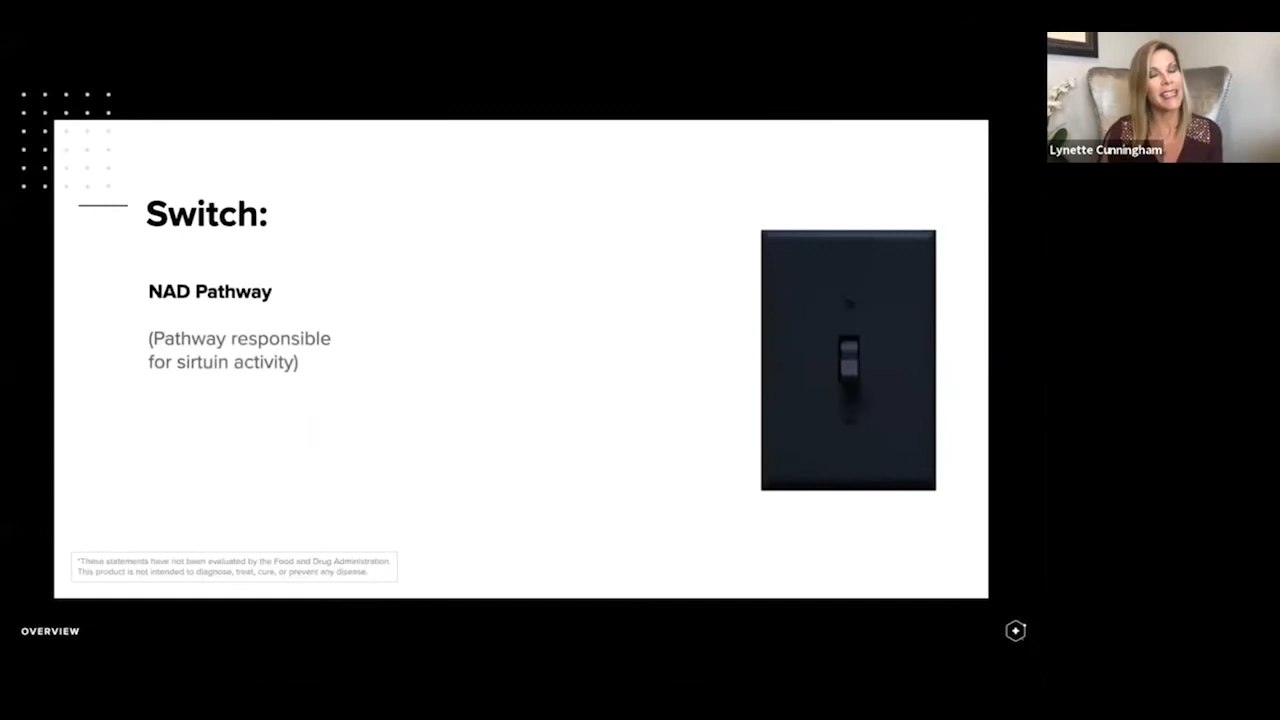 Switch:
NAD Pathway
(Pathway responsible
for sirtuin activity)
*These statements have not been evaluated by the Food and Drug Administration.
This product is not intended to diagnose, treat, cure, or prevent any disease.
OVERVIEW
Lynette Cunningham